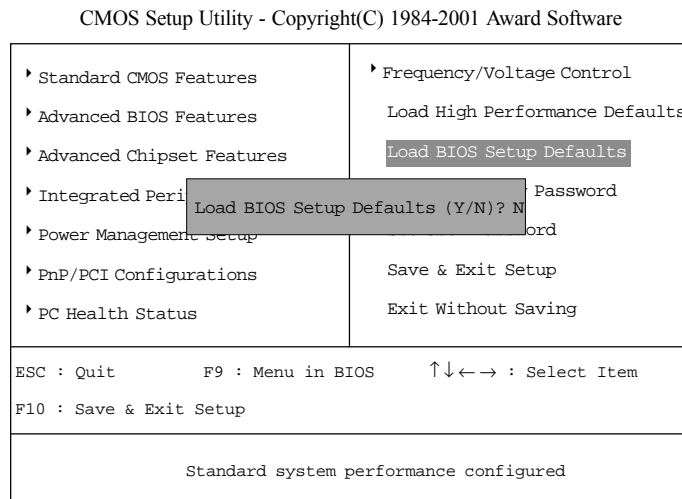 CMOS Setup Utility - Copyright(C) 1984-2001 Award Software
Standard CMOS Features
Advanced BIOS Features
Advanced Chipset Features
Integrated Peri
Power Management Setup
PnP/PCI Configurations
PC Health Status
Frequency/Voltage Control
Load High Performance Defaults
Load BIOS Setup Defaults
Password
Save & Exit Setup
Exit Without Saving
Load BIOS Setup Defaults (Y/N)? N
ESC : Quit F9 : Menu in BIOS ↑↓←→ : Select Item
F10 : Save & Exit Setup
Standard system performance configured